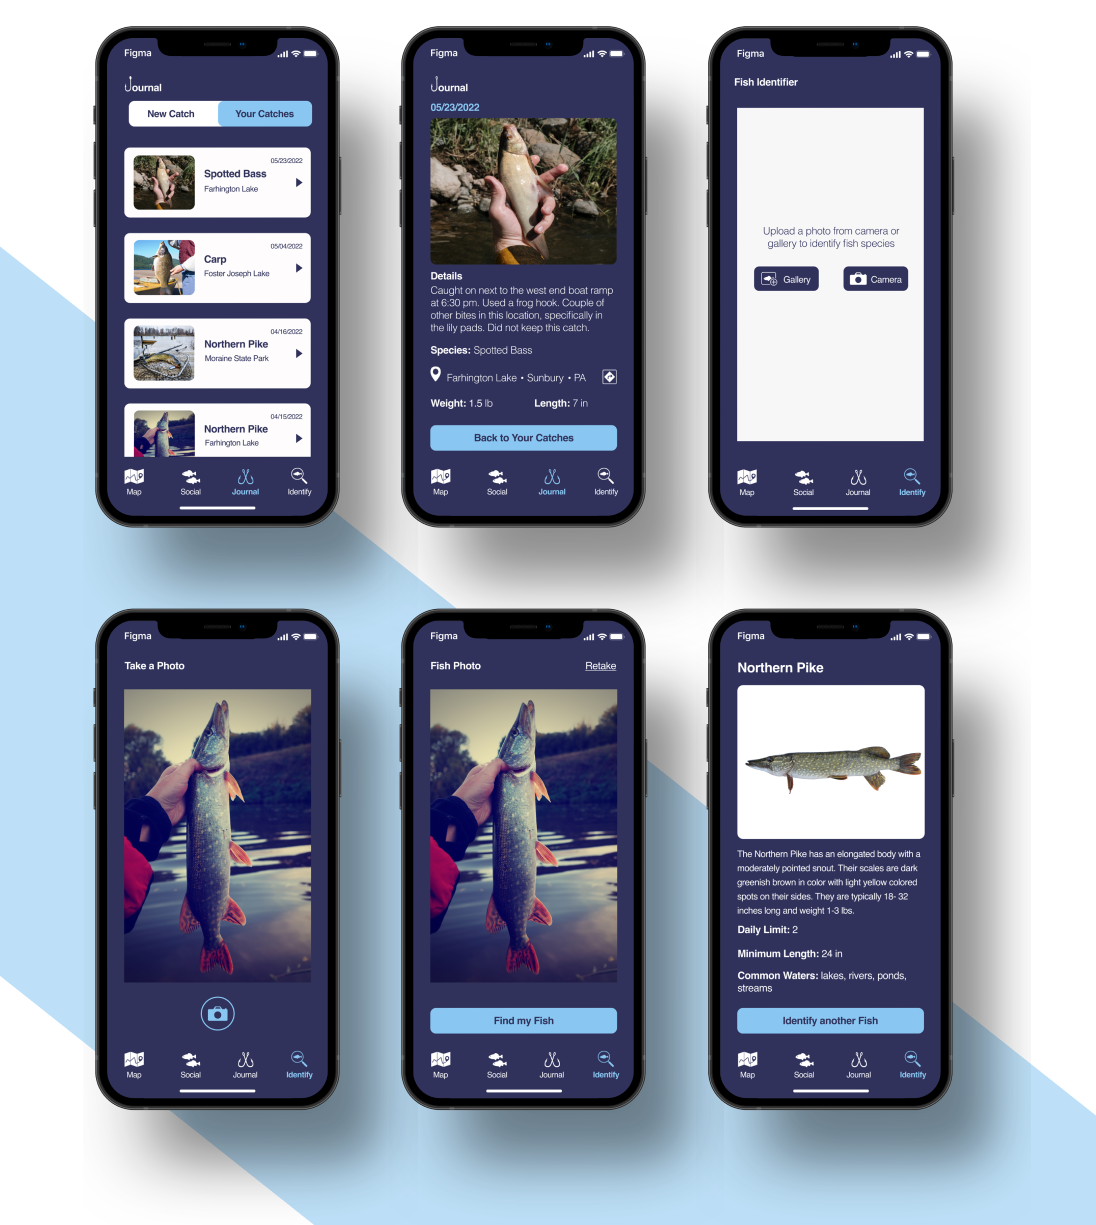 Figma
Journal
New Catch
Your Catches
05/23/2022
Spotted Bass
Farhington Lake
05/04/2022
Carp
Foster Joseph Lake
04/16/2022
Northern Pike
Moraine State Park
04/15/2022
Northern Pike
Farhington Lake
Map
Social
Journal
Identify
Figma
Journal
05/23/2022
Details
Caught on next to the west end boat ramp
at 6:30 pm. Used a frog hook. Couple of
other bites in this location, specifically in
the lily pads. Did not keep this catch.
Species: Spotted Bass
Farhington Lake • Sunbury • PA
Weight: 1.5 lb
Length: 7 in
Back to Your Catches
Map
Social
Journal
Identify
Figma
Fish Identifier
Upload a photo from camera or
gallery to identify fish species
Gallery
Camera
Map
Social
Journal
Identify
Figma
Take a Photo
Map
Social
Journal
Identify
Figma
Fish Photo
Retake
Find my Fish
Map
Social
Journal
Identify
Figma
Northern Pike
The Northern Pike has an elongated body with a
moderately pointed snout. Their scales are dark
greenish brown in color with light yellow colored
spots on their sides. They are typically 18- 32
inches long and weight 1-3 lbs.
Daily Limit: 2
Minimum Length: 24 in
Common Waters: lakes, rivers, ponds,
streams
Identify another Fish
Map
Social
Journal
Identify